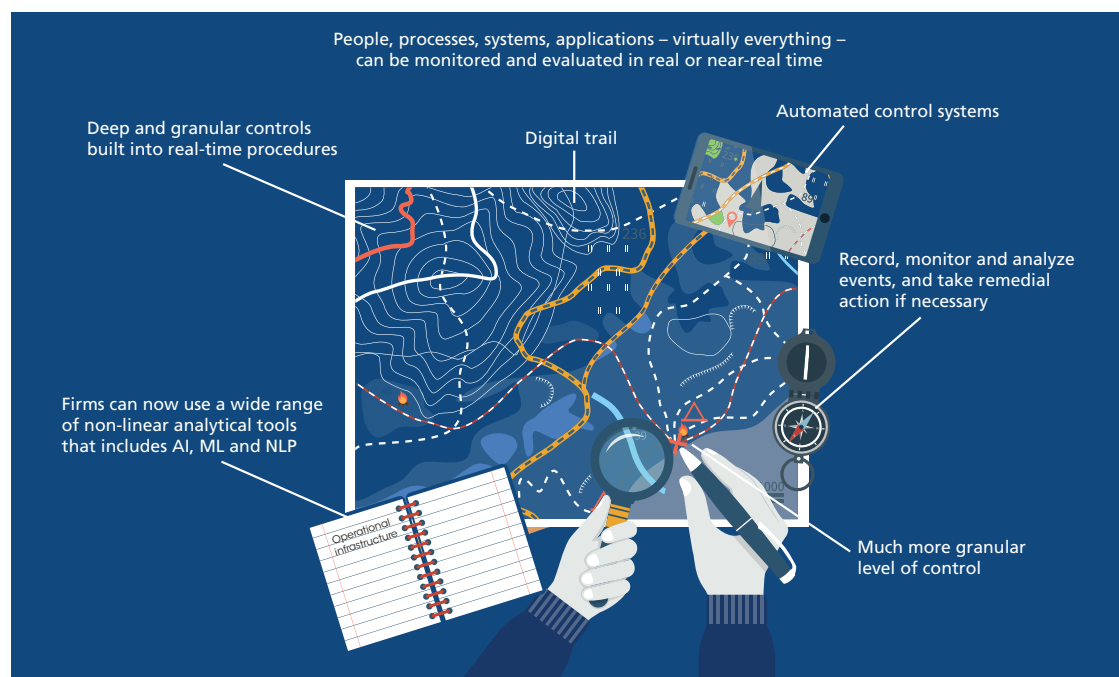 People, processes, systems, applications – virtually everything –
can be monitored and evaluated in real or near-real time
Automated control systems
Deep and granular controls
built into real-time procedures
Digital trail
236
89
Record, monitor and analyze
events, and take remedial
action if necessary
Firms can now use a wide range
of non-linear analytical tools
that includes AI, ML and NLP
000
Operational
infrastructure
Much more granular
level of control